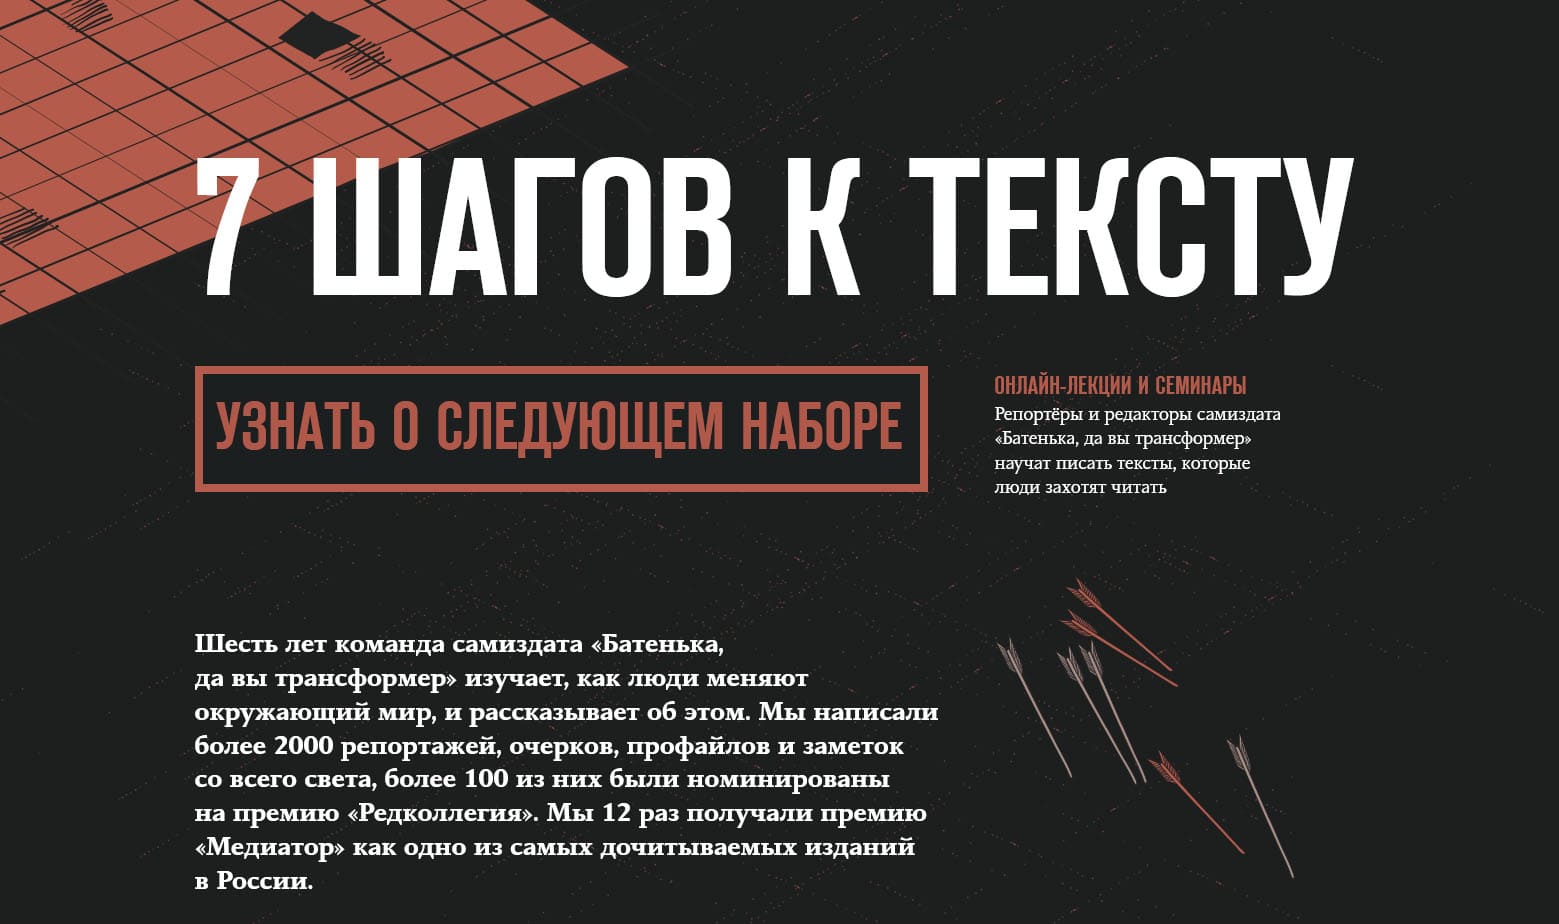 7 ШАГОВ К ТЕКСТУ
УЗНАТЬ О СЛЕДУЮЩЕМ НАБОРЕ
ОНЛАЙН-ЛЕКЦИИ И СЕМИНАРЫ
Репортёры и редакторы самиздата
«Батенька, да вы трансформер»
научат писать тексты, которые
люди захотят читать
Шесть лет команда самиздата «Батенька,
да вы трансформер» изучает, как люди меняют
окружающий мир, и рассказывает об этом. Мы написали
более 2000 репортажей, очерков, профайлов и заметок
со всего света, более 100 из них были номинированы
на премию «Редколлегия». Мы 12 раз получали премию
«Медиатор» как одно из самых дочитываемых изданий
в России.